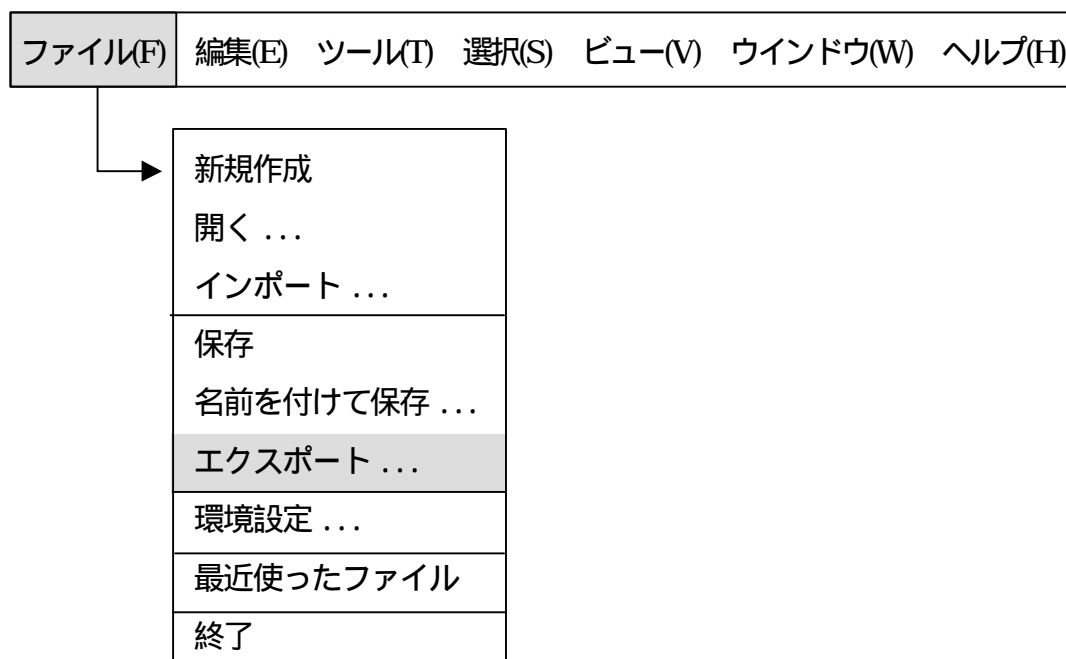 ファイル(F) 編集(E) ツール(T) 選択(S) ビュー(V) ウインドウ(W) ヘルプ(H)
新規作成
開く ...
インポート ...
保存
名前を付けて保存 ...
エクスポート ...
環境設定 ...
最近使ったファイル
終了